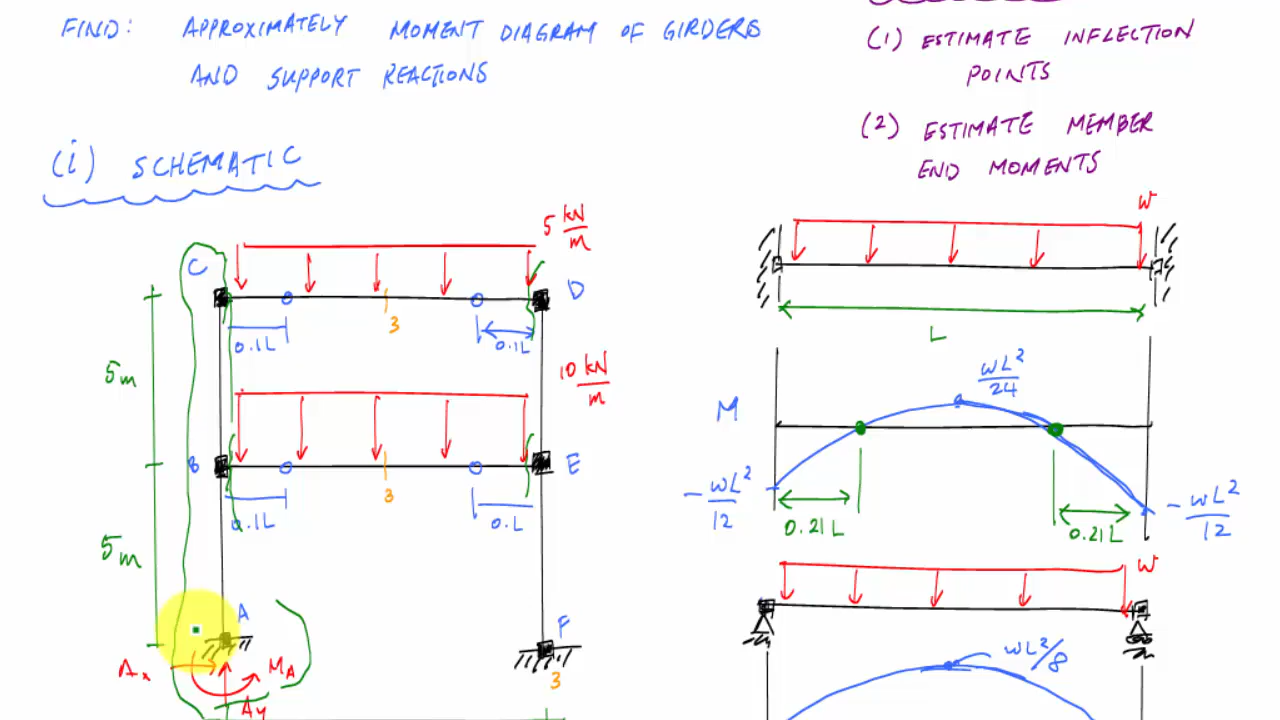 FIND: APPROXIMATELY MOMENT DIAGRAM OF GIRDERS
AND SUPPORT REACTIONS
(1) ESTIMATE INFLECTION
POINTS
(2) ESTIMATE MEMBER
END MOMENTS
(i) SCHEMATIC
5 kN/m
C
D
3
0.1L
0.1L
5m
10 kN/m
B
E
3
0.1L
0.L
5m
A
F
Ax
MA
Ay
3
W
L
M
wL²/24
-wL²/12
-wL²/12
0.21L
0.21L
W
wL²/8